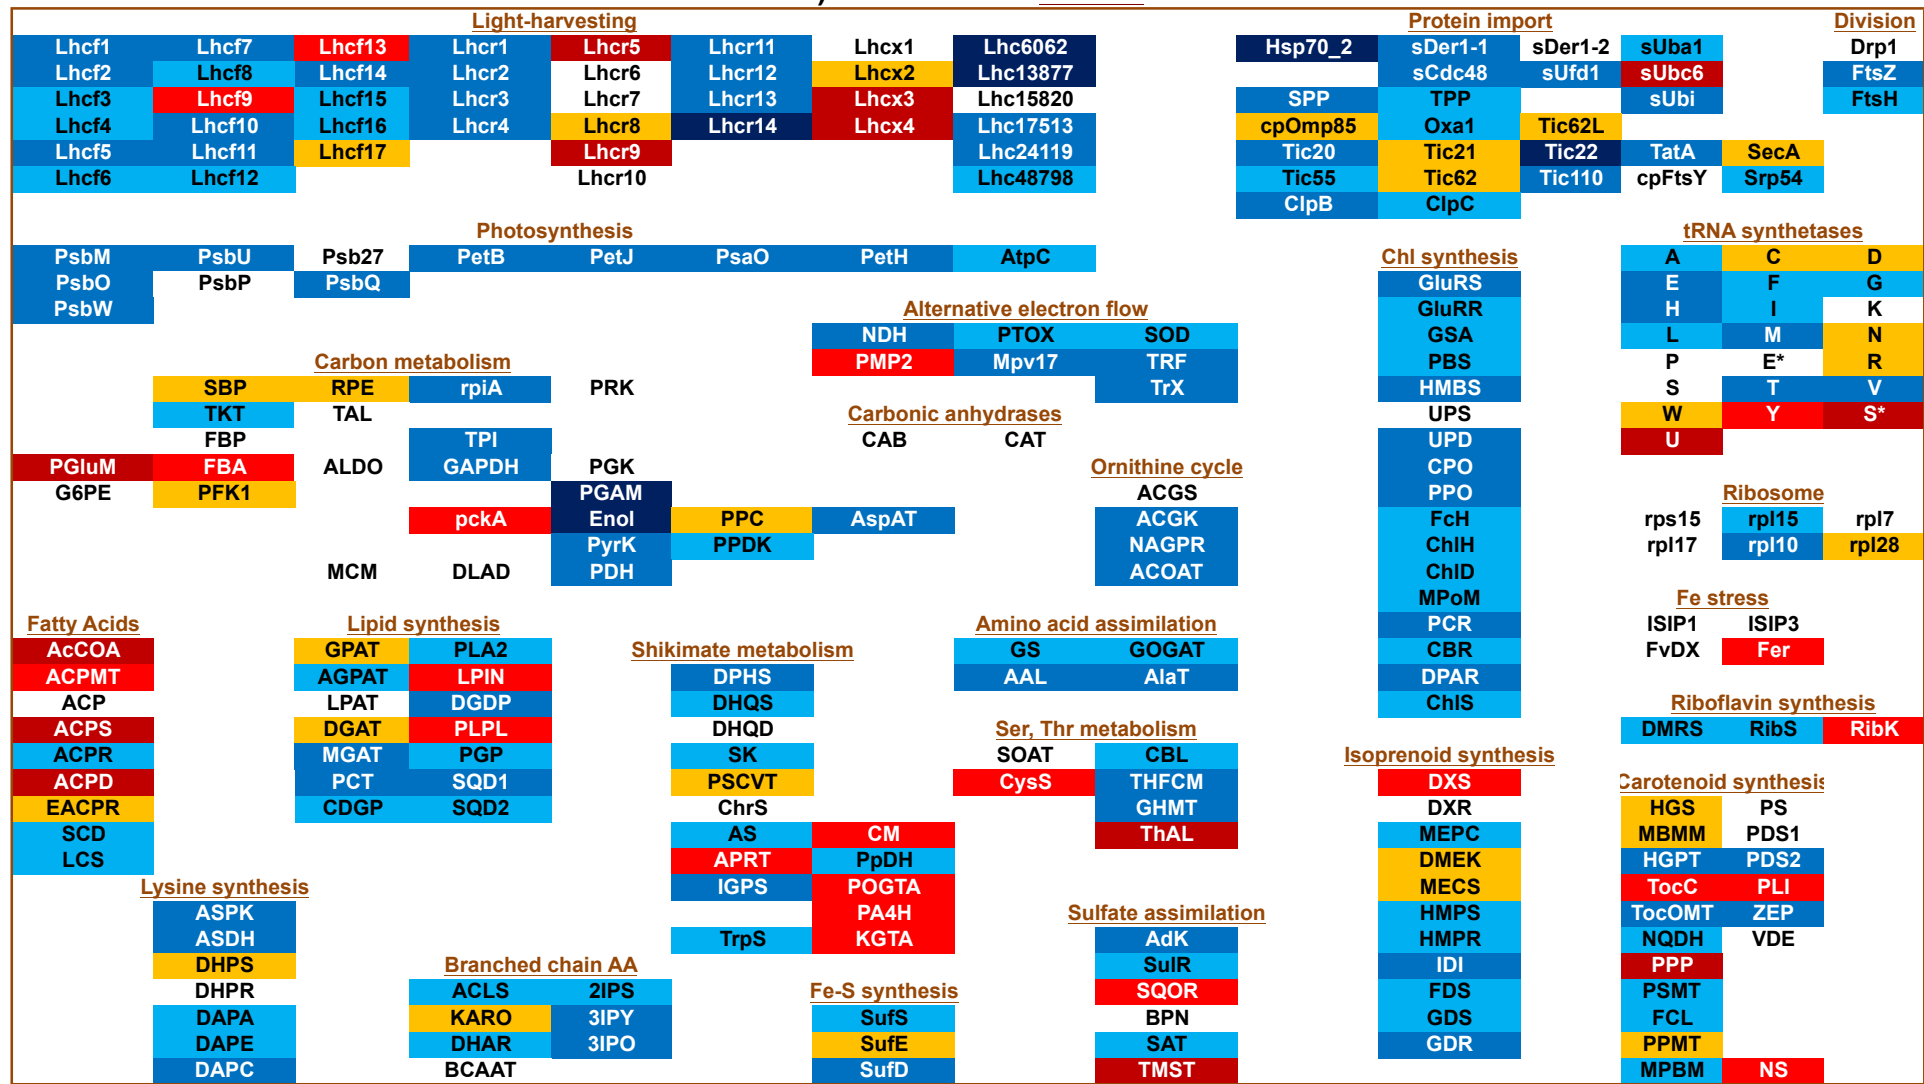 Light-harvesting Protein import Division
Lhcf1 Lhcf7 Lhcf13 Lhcr1 Lhcr5 Lhcr11 Lhcx1 Lhc6062 Hsp70_2 sDer1-1 sDer1-2 sUba1 Drp1
Lhcf2 Lhcf8 Lhcf14 Lhcr2 Lhcr6 Lhcr12 Lhcx2 Lhc13877 sCdc48 sUfd1 sUbc6 FtsZ
Lhcf3 Lhcf9 Lhcf15 Lhcr3 Lhcr7 Lhcr13 Lhcx3 Lhc15820 SPP TPP sUbi FtsH
Lhcf4 Lhcf10 Lhcf16 Lhcr4 Lhcr8 Lhcr14 Lhcx4 Lhc17513 cpOmp85 Oxa1 Tic62L
Lhcf5 Lhcf11 Lhcf17 Lhcr9 Lhc24119 Tic20 Tic21 Tic22 TatA SecA
Lhcf6 Lhcf12 Lhcr10 Lhc48798 Tic55 Tic62 Tic110 cpFtsY Srp54
ClpB ClpC
Photosynthesis tRNA synthetases
PsbM PsbU Psb27 PetB PetJ PsaO PetH AtpC Chl synthesis A C D
PsbO PsbP PsbQ GluRS E F G
PsbW Alternative electron flow GluRR H I K
NDH PTOX SOD GSA L M N
Carbon metabolism PMP2 Mpv17 TRF PBS P E* R
SBP RPE rpiA PRK TrX HMBS S T V
TKT TAL Carbonic anhydrases UPS W Y S*
FBP TPI CAB CAT UPD U
PGluM FBA ALDO GAPDH PGK Ornithine cycle CPO
G6PE PFK1 PGAM ACGS PPO Ribosome
pckA Enol PPC AspAT ACGK FcH rps15 rpl15 rpl7
PyrK PPDK NAGPR ChlH rpl17 rpl10 rpl28
MCM DLAD PDH ACOAT ChlD
MPoM Fe stress
Fatty Acids Lipid synthesis Amino acid assimilation PCR ISIP1 ISIP3
AcCOA GPAT PLA2 Shikimate metabolism GS GOGAT CBR FvDX Fer
ACPMT AGPAT LPIN DPHS AAL AlaT DPAR
ACP LPAT DGDP DHQS ChlS Riboflavin synthesis
ACPS DGAT PLPL DHQD Ser, Thr metabolism DMRS RibS RibK
ACPR MGAT PGP SK SOAT CBL Isoprenoid synthesis
ACPD PCT SQD1 PSCVT CysS THFCM DXS Carotenoid synthesis
EACPR CDGP SQD2 ChrS GHMT DXR HGS PS
SCD AS CM ThAL MEPC MBMM PDS1
LCS APRT PpDH DMEK HGPT PDS2
Lysine synthesis IGPS POGTA MECS TocC PLI
ASPK PA4H Sulfate assimilation HMPS TocOMT ZEP
ASDH TrpS KGTA AdK HMPR NQDH VDE
DHPS Branched chain AA SulR IDI PPP
DHPR ACLS 2IPS Fe-S synthesis SQOR FDS PSMT
DAPA KARO 3IPY SufS BPN GDS FCL
DAPE DHAR 3IPO SufE SAT GDR PPMT
DAPC BCAAT SufD TMST MPBM NS